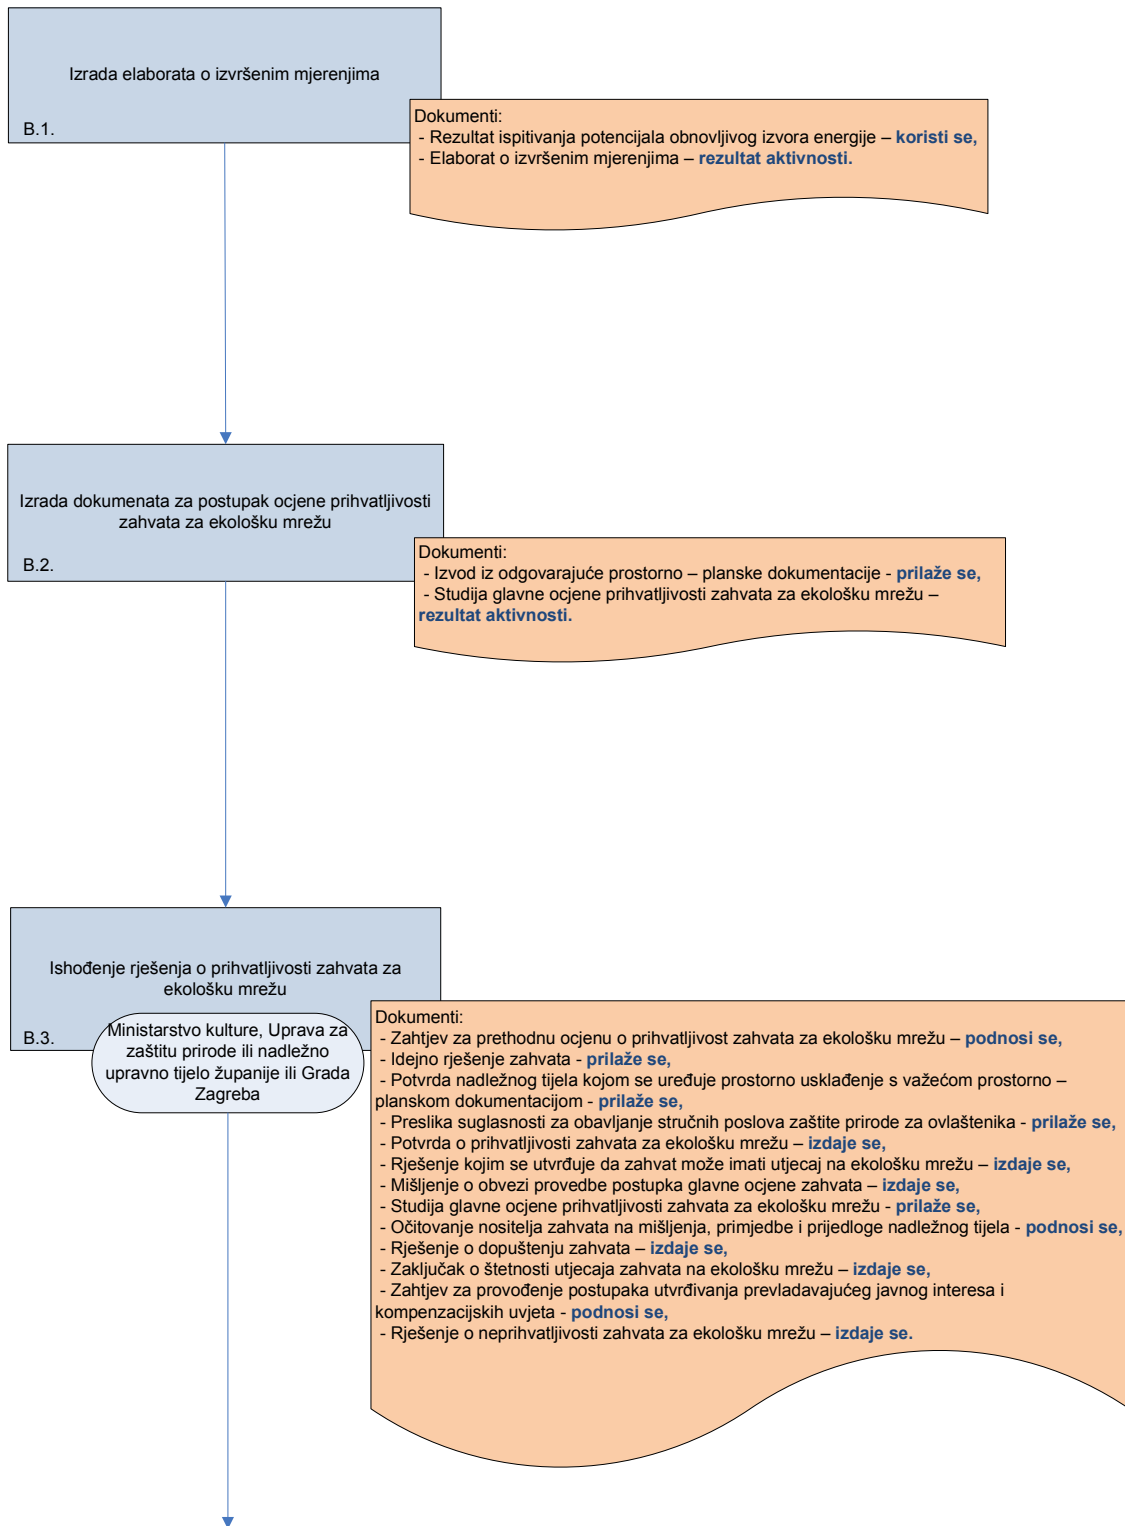 Izrada elaborata o izvršenim mjerenjima
B.1.
Dokumenti:
- Rezultat ispitivanja potencijala obnovljivog izvora energije – koristi se,
- Elaborat o izvršenim mjerenjima – rezultat aktivnosti.
Izrada dokumenata za postupak ocjene prihvatljivosti
zahvata za ekološku mrežu
B.2.
Dokumenti:
- Izvod iz odgovarajuće prostorno – planske dokumentacije - prilaže se,
- Studija glavne ocjene prihvatljivosti zahvata za ekološku mrežu –
rezultat aktivnosti.
Ishođenje rješenja o prihvatljivosti zahvata za
ekološku mrežu
B.3.
Ministarstvo kulture, Uprava za
zaštitu prirode ili nadležno
upravno tijelo županije ili Grada
Zagreba
Dokumenti:
- Zahtjev za prethodnu ocjenu o prihvatljivost zahvata za ekološku mrežu – podnosi se,
- Idejno rješenje zahvata - prilaže se,
- Potvrda nadležnog tijela kojom se uređuje prostorno usklađenje s važećom prostorno –
planskom dokumentacijom - prilaže se,
- Preslika suglasnosti za obavljanje stručnih poslova zaštite prirode za ovlaštenika - prilaže se,
- Potvrda o prihvatljivosti zahvata za ekološku mrežu – izdaje se,
- Rješenje kojim se utvrđuje da zahvat može imati utjecaj na ekološku mrežu – izdaje se,
- Mišljenje o obvezi provedbe postupka glavne ocjene zahvata – izdaje se,
- Studija glavne ocjene prihvatljivosti zahvata za ekološku mrežu - prilaže se,
- Očitovanje nositelja zahvata na mišljenja, primjedbe i prijedloge nadležnog tijela - podnosi se,
- Rješenje o dopuštenju zahvata – izdaje se,
- Zaključak o štetnosti utjecaja zahvata na ekološku mrežu – izdaje se,
- Zahtjev za provođenje postupaka utvrđivanja prevladavajućeg javnog interesa i
kompenzacijskih uvjeta - podnosi se,
- Rješenje o neprihvatljivosti zahvata za ekološku mrežu – izdaje se.